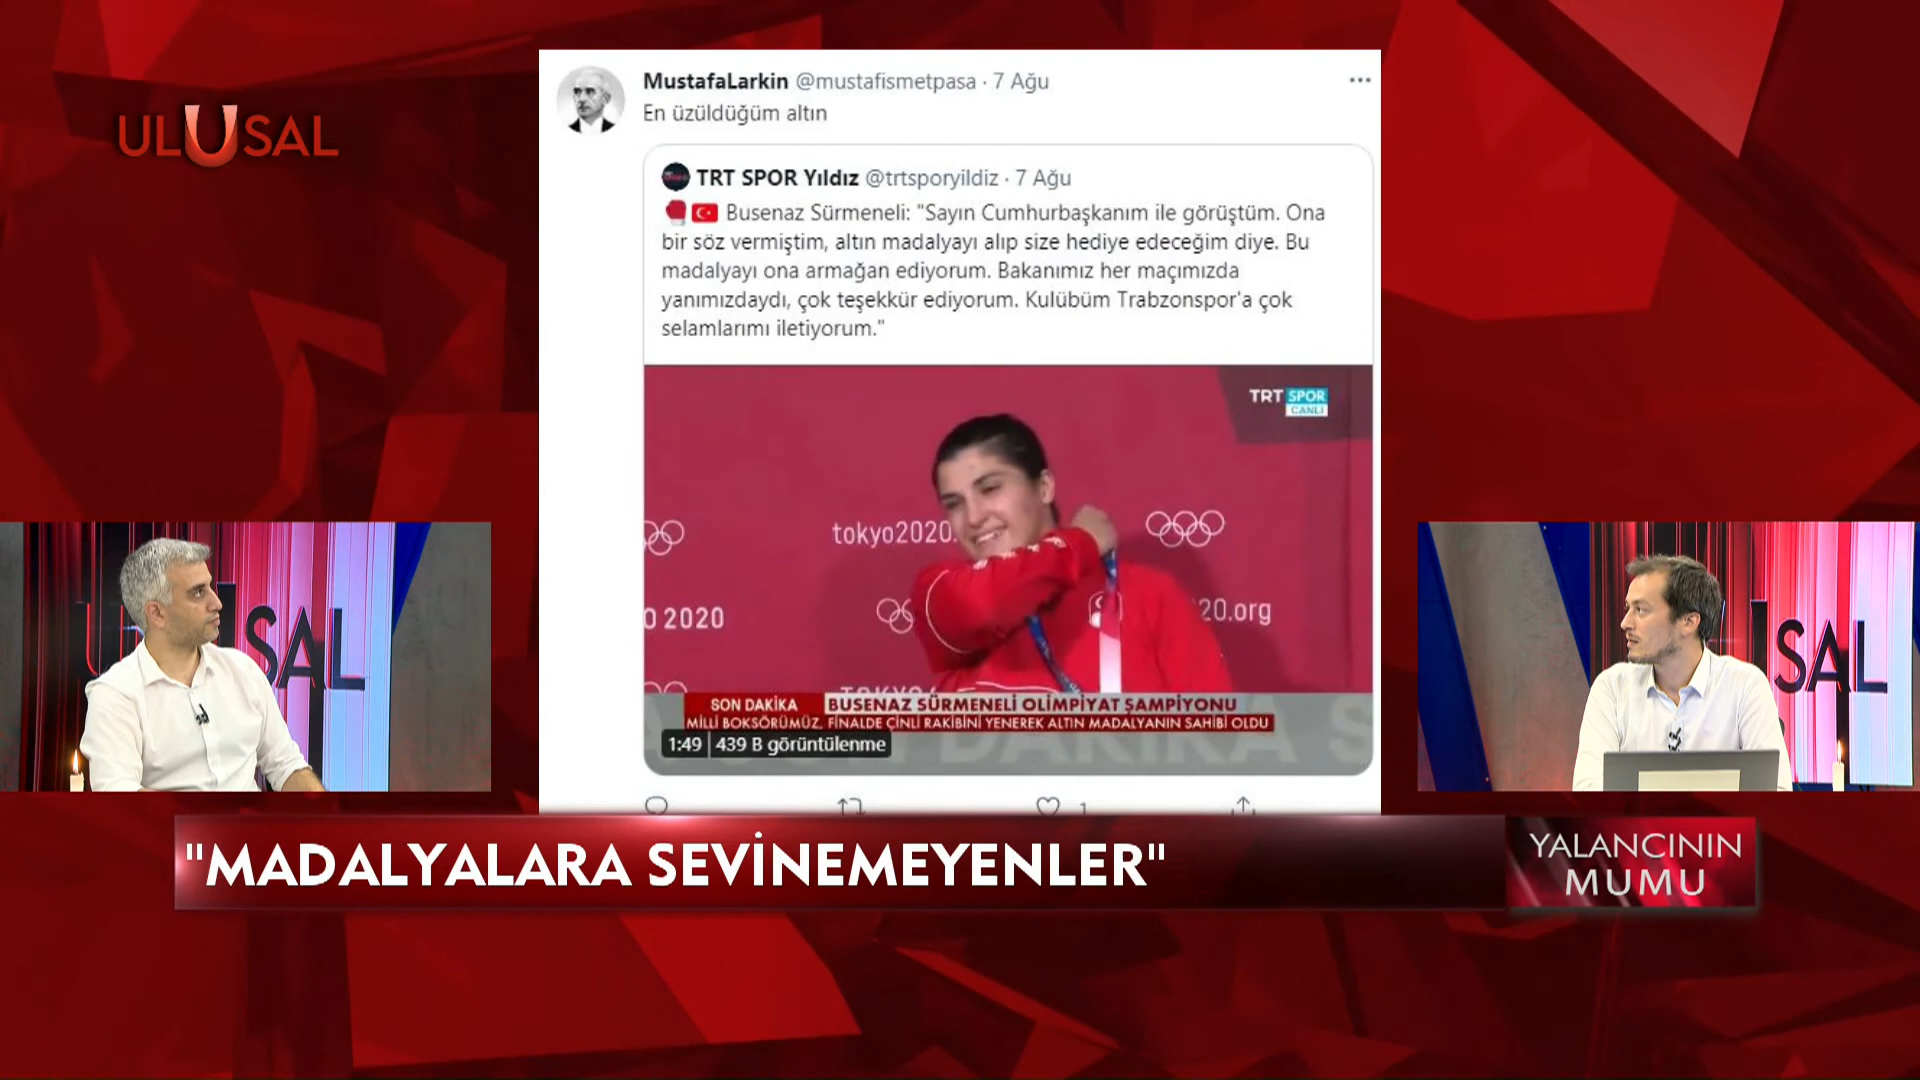 ULUSAL
MustafaLarkin @mustafismetpasa · 7 Ağu
En üzüldüğüm altın
TRT SPOR Yıldız @trtsporyildiz · 7 Ağu
Busenaz Sürmeneli: "Sayın Cumhurbaşkanım ile görüştüm. Ona
bir söz vermiştim, altın madalyayı alıp size hediye edeceğim diye. Bu
madalyayı ona armağan ediyorum. Bakanımız her maçımızda
yanımızdaydı, çok teşekkür ediyorum. Kulübüm Trabzonspor'a çok
selamlarımı iletiyorum."
TRT SPOR
CANLI
tokyo2020.
O 2020
20.org
TOKYO
SON DAKİKA
BUSENAZ SÜRMENELİ OLİMPİYAT ŞAMPİYONU
MİLLİ BOKSÖRÜMÜZ, FİNALDE ÇİNLİ RAKİBİNİ YENEREK ALTIN MADALYANIN SAHİBİ OLDU
1:49 439 B görüntülenme
1
USAL
SAL
"MADALYALARA SEVİNEMEYENLER"
YALANCININ
MUMU